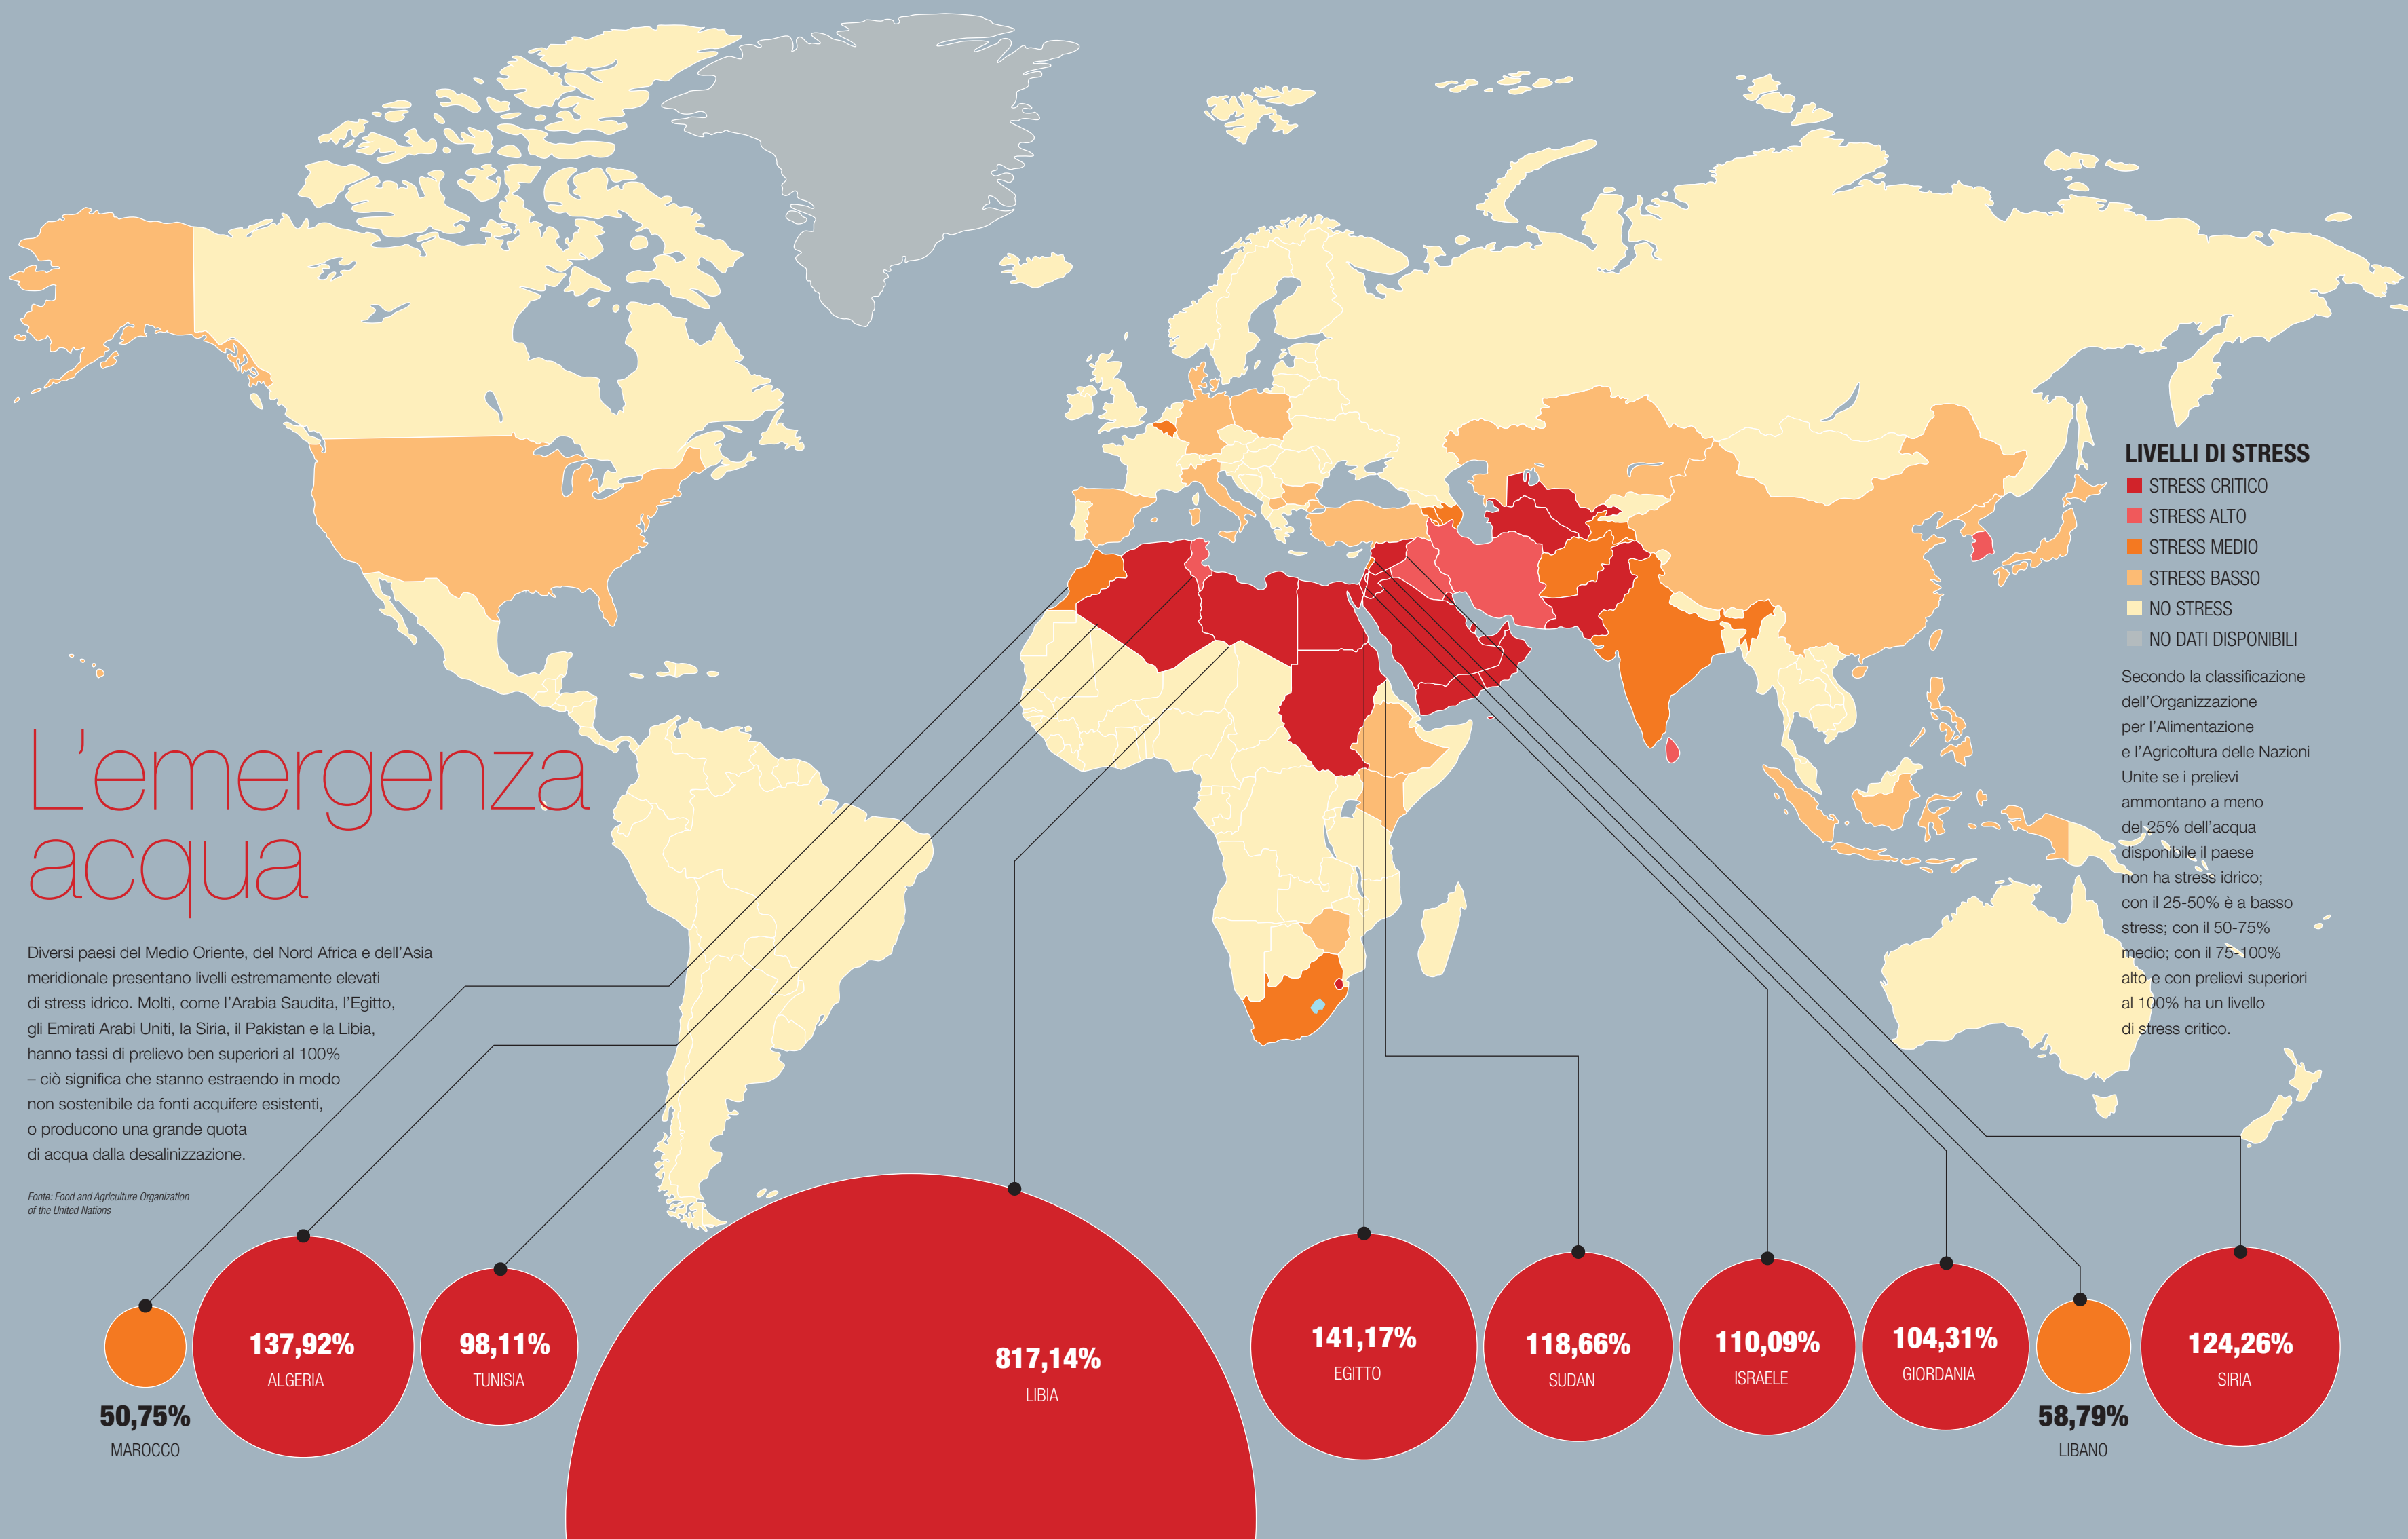 L'emergenza
acqua
Diversi paesi del Medio Oriente, del Nord Africa e dell'Asia
meridionale presentano livelli estremamente elevati
di stress idrico. Molti, come l'Arabia Saudita, l'Egitto,
gli Emirati Arabi Uniti, la Siria, il Pakistan e la Libia,
hanno tassi di prelievo ben superiori al 100%
– ciò significa che stanno estraendo in modo
non sostenibile da fonti acquifere esistenti,
o producono una grande quota
di acqua dalla desalinizzazione.
Fonte: Food and Agriculture Organization
of the United Nations
LIVELLI DI STRESS
STRESS CRITICO
STRESS ALTO
STRESS MEDIO
STRESS BASSO
NO STRESS
NO DATI DISPONIBILI
Secondo la classificazione
dell'Organizzazione
per l'Alimentazione
e l'Agricoltura delle Nazioni
Unite se i prelievi
ammontano a meno
del 25% dell'acqua
disponibile il paese
non ha stress idrico;
con il 25-50% è a basso
stress; con il 50-75%
medio; con il 75-100%
alto e con prelievi superiori
al 100% ha un livello
di stress critico.
50,75%
MAROCCO
137,92%
ALGERIA
98,11%
TUNISIA
817,14%
LIBIA
141,17%
EGITTO
118,66%
SUDAN
110,09%
ISRAELE
104,31%
GIORDANIA
58,79%
LIBANO
124,26%
SIRIA